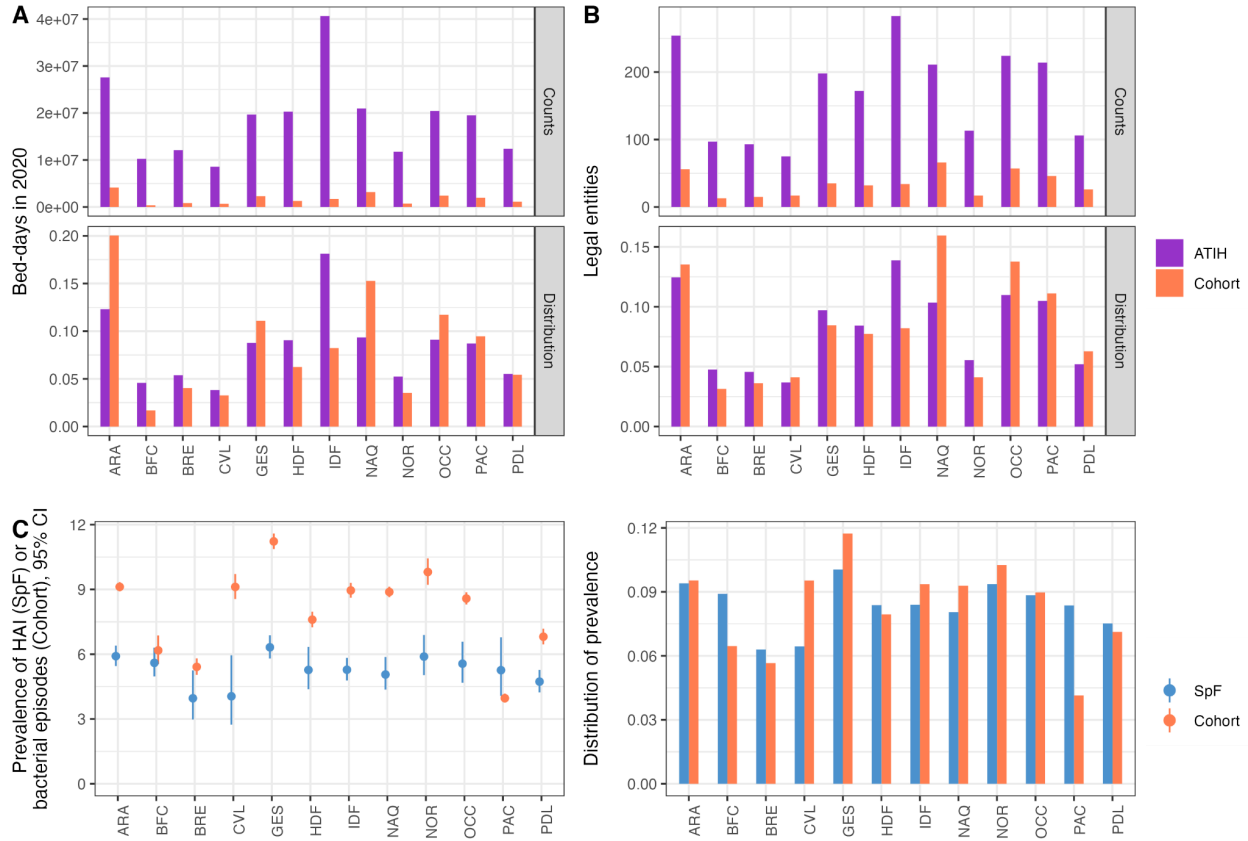 A
Bed-days in 2020
4e+07
3e+07
2e+07
1e+07
0e+00
Counts
0.20
0.15
0.10
0.05
0.00
Distribution
ARA
BFC
BRE
CVL
GES
HDF
IDF
NAQ
NOR
OCC
PAC
PDL
B
Legal entities
200
100
0
Counts
0.15
0.10
0.05
0.00
Distribution
ARA
BFC
BRE
CVL
GES
HDF
IDF
NAQ
NOR
OCC
PAC
PDL
ATIH
Cohort
C
Prevalence of HAI (SpF) or
bacterial episodes (Cohort), 95% CI
12
9
6
3
0
ARA
BFC
BRE
CVL
GES
HDF
IDF
NAQ
NOR
OCC
PAC
PDL
Distribution of prevalence
0.12
0.09
0.06
0.03
0.00
ARA
BFC
BRE
CVL
GES
HDF
IDF
NAQ
NOR
OCC
PAC
PDL
SpF
Cohort